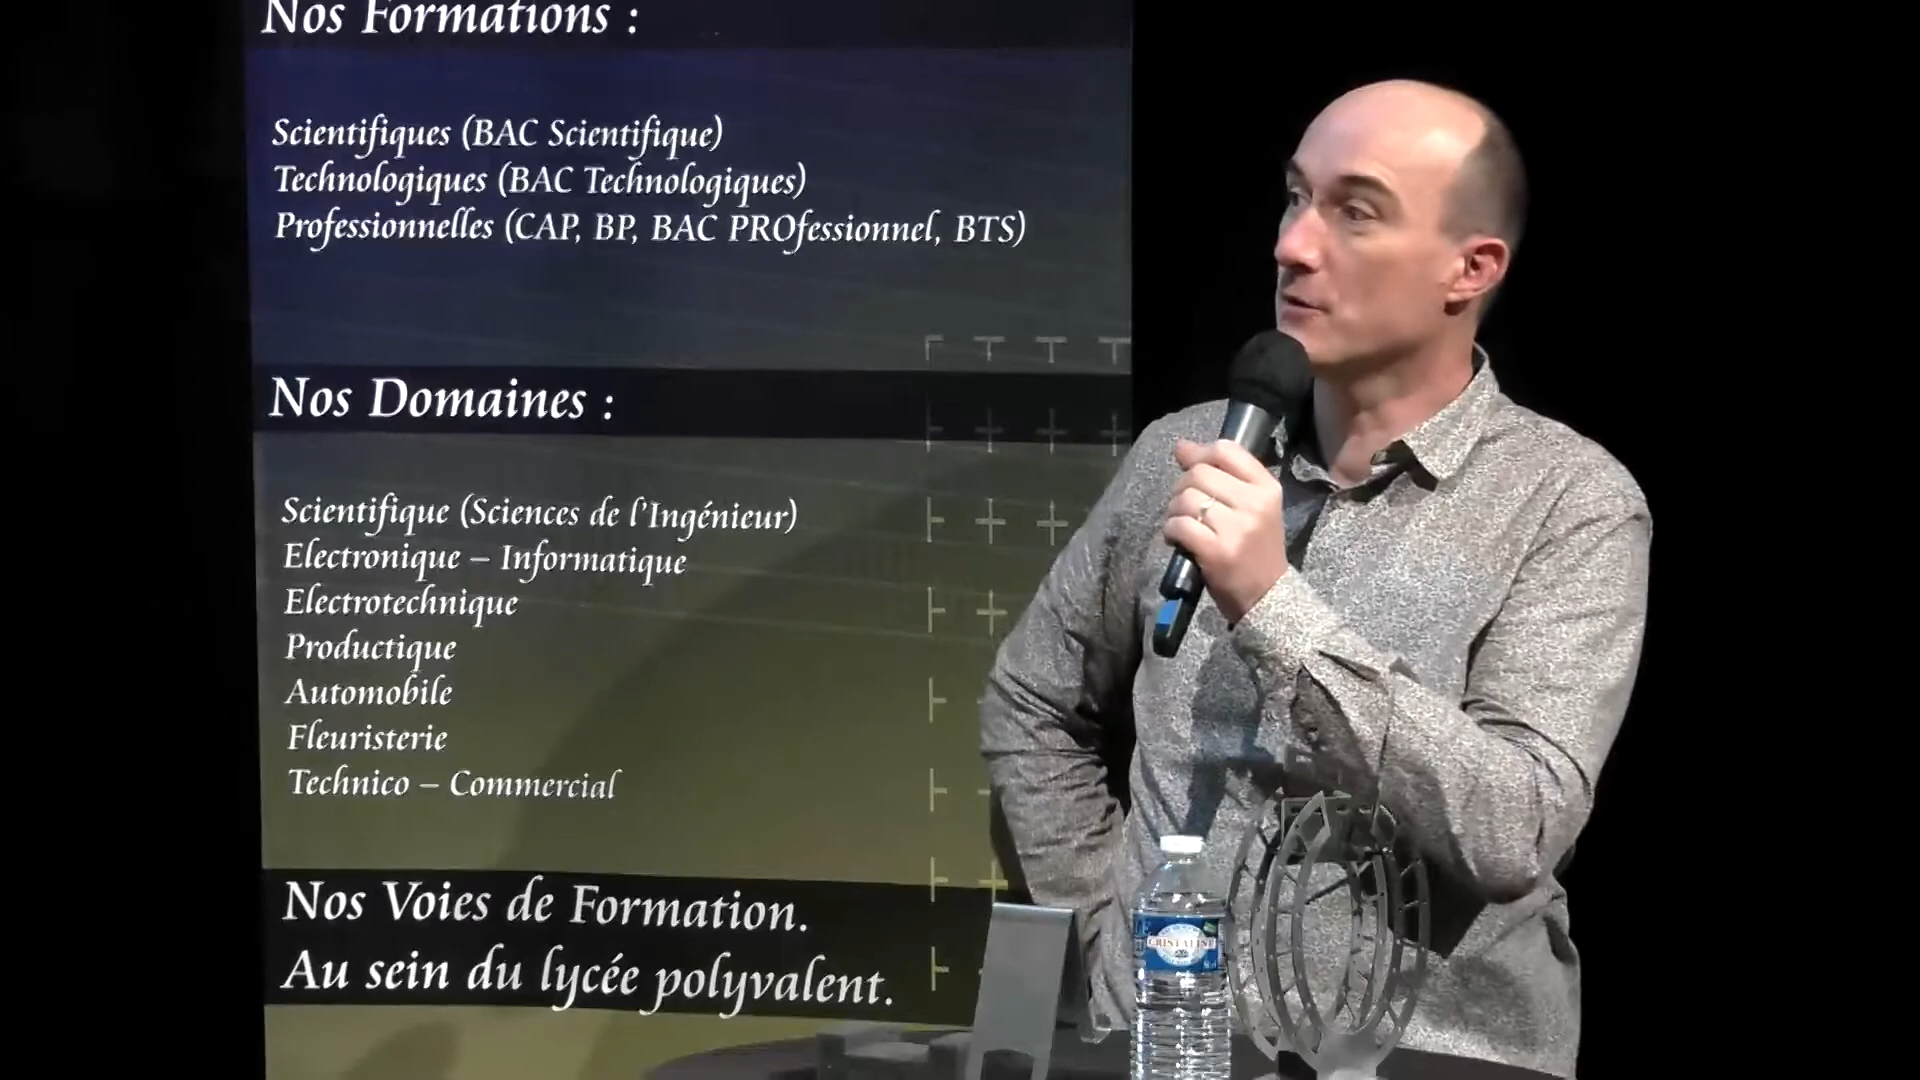 Nos Formations :
Scientifiques (BAC Scientifique)
Technologiques (BAC Technologiques)
Professionnelles (CAP, BP, BAC PROfessionnel, BTS)
Nos Domaines :
Scientifique (Sciences de l'Ingénieur)
Electronique – Informatique
Electrotechnique
Productique
Automobile
Fleuristerie
Technico – Commercial
Nos Voies de Formation.
Au sein du lycée polyvalent.
CRISTALINE